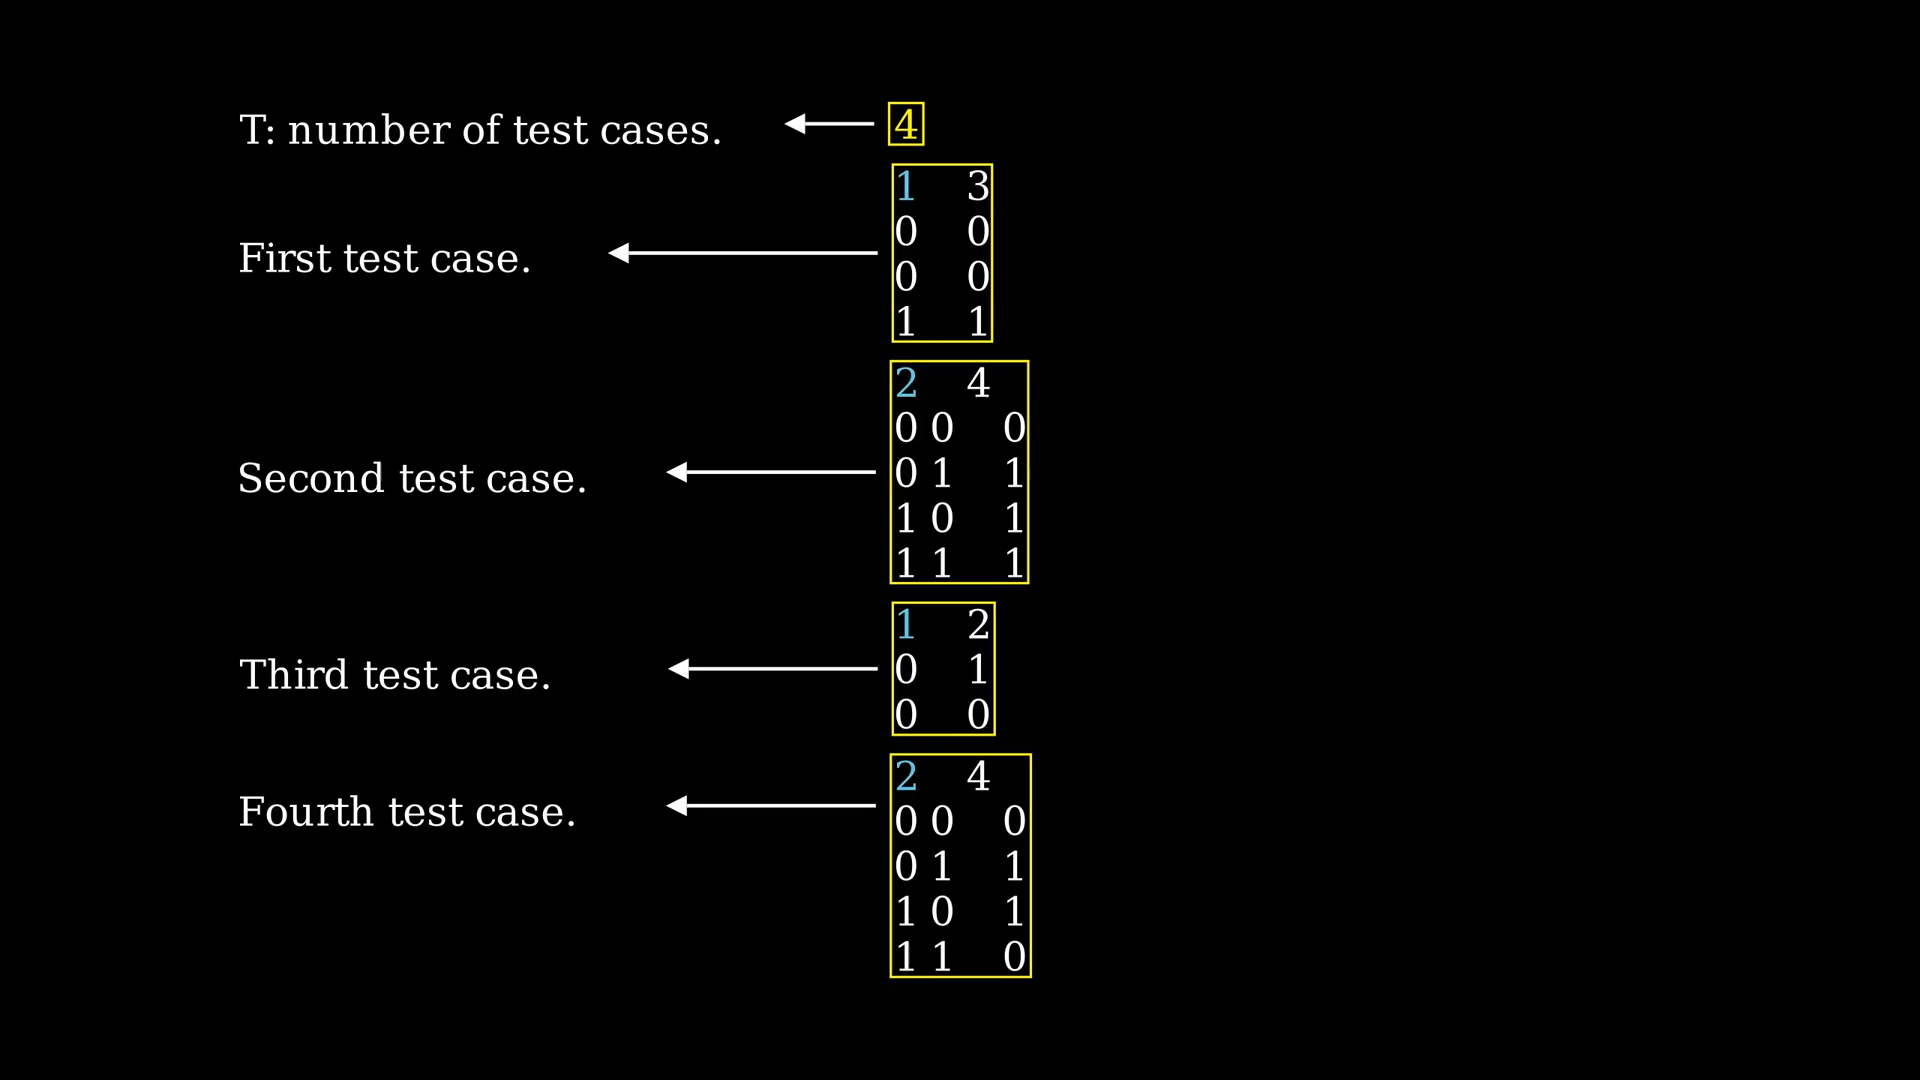 T: number of test cases. 4
1 3
0 0
First test case.
0 0
1 1
2 4
0 0 0
0 1 1
Second test case.
1 0 1
1 1 1
1 2
0 1
Third test case.
0 0
2 4
Fourth test case.
0 0 0
0 1 1
1 0 1
1 1 0